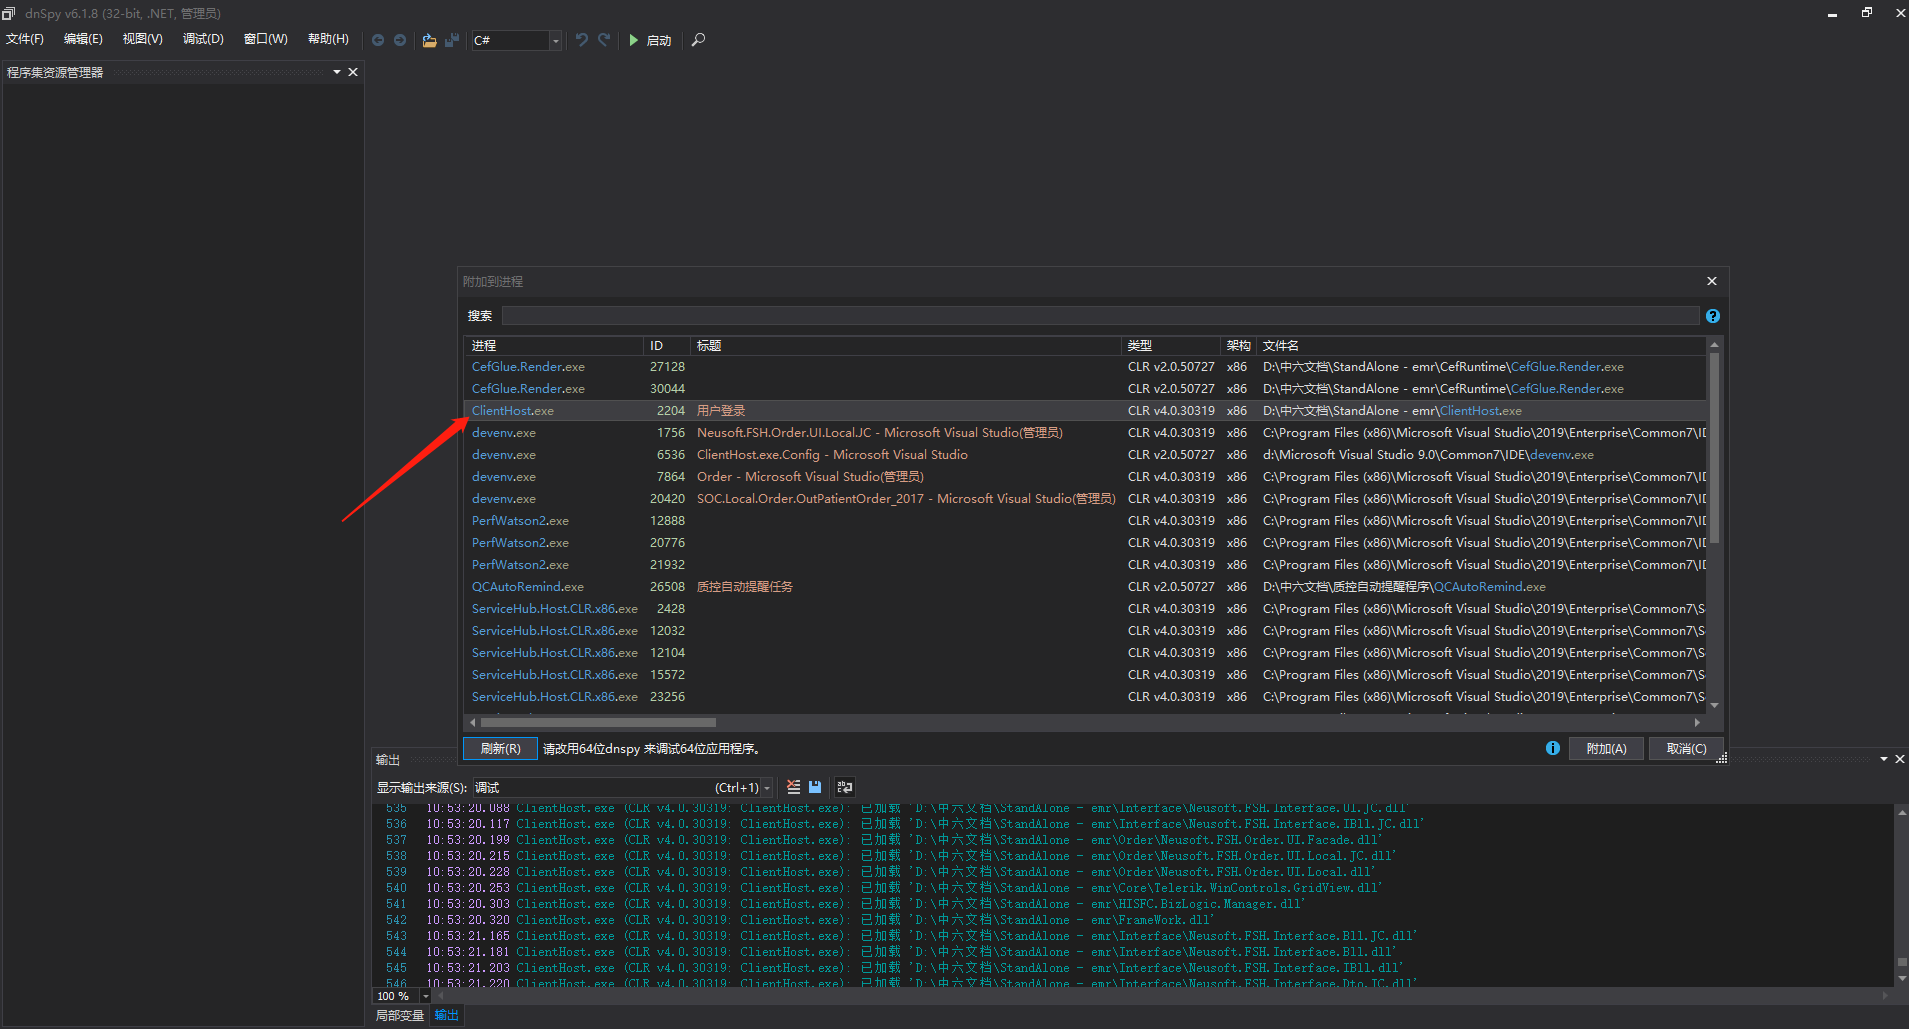 dnSpy v6.1.8 (32-bit, .NET, 管理员)
文件(F) 编辑(E) 视图(V) 调试(D) 窗口(W) 帮助(H) C# 启动
程序集资源管理器
附加到进程
搜索
进程 ID 标题 类型 架构 文件名
CefGlue.Render.exe 27128 CLR v2.0.50727 x86 D:\中六文档\StandAlone - emr\CefRuntime\CefGlue.Render.exe
CefGlue.Render.exe 30044 CLR v2.0.50727 x86 D:\中六文档\StandAlone - emr\CefRuntime\CefGlue.Render.exe
ClientHost.exe 2204 用户登录 CLR v4.0.30319 x86 D:\中六文档\StandAlone - emr\ClientHost.exe
devenv.exe 1756 Neusoft.FSH.Order.UI.LocalJC - Microsoft Visual Studio(管理员) CLR v4.0.30319 x86 C:\Program Files (x86)\Microsoft Visual Studio\2019\Enterprise\Common7\ID
devenv.exe 6536 ClientHost.exe.Config - Microsoft Visual Studio CLR v2.0.50727 x86 d:\Microsoft Visual Studio 9.0\Common7\IDE\devenv.exe
devenv.exe 7864 Order - Microsoft Visual Studio(管理员) CLR v4.0.30319 x86 C:\Program Files (x86)\Microsoft Visual Studio\2019\Enterprise\Common7\ID
devenv.exe 20420 SOC.Local.Order.OutPatientOrder_2017 - Microsoft Visual Studio(管理员) CLR v4.0.30319 x86 C:\Program Files (x86)\Microsoft Visual Studio\2019\Enterprise\Common7\ID
PerfWatson2.exe 12888 CLR v4.0.30319 x86 C:\Program Files (x86)\Microsoft Visual Studio\2019\Enterprise\Common7\ID
PerfWatson2.exe 20776 CLR v4.0.30319 x86 C:\Program Files (x86)\Microsoft Visual Studio\2019\Enterprise\Common7\ID
PerfWatson2.exe 21932 CLR v4.0.30319 x86 C:\Program Files (x86)\Microsoft Visual Studio\2019\Enterprise\Common7\ID
QCAutoRemind.exe 26508 质控自动提醒任务 CLR v2.0.50727 x86 D:\中六文档\质控自动提醒程序\QCAutoRemind.exe
ServiceHub.Host.CLR.x86.exe 2428 CLR v4.0.30319 x86 C:\Program Files (x86)\Microsoft Visual Studio\2019\Enterprise\Common7\S
ServiceHub.Host.CLR.x86.exe 12032 CLR v4.0.30319 x86 C:\Program Files (x86)\Microsoft Visual Studio\2019\Enterprise\Common7\S
ServiceHub.Host.CLR.x86.exe 12104 CLR v4.0.30319 x86 C:\Program Files (x86)\Microsoft Visual Studio\2019\Enterprise\Common7\S
ServiceHub.Host.CLR.x86.exe 15572 CLR v4.0.30319 x86 C:\Program Files (x86)\Microsoft Visual Studio\2019\Enterprise\Common7\S
ServiceHub.Host.CLR.x86.exe 23256 CLR v4.0.30319 x86 C:\Program Files (x86)\Microsoft Visual Studio\2019\Enterprise\Common7\S
刷新(R) 请改用64位dnspy 来调试64位应用程序。 附加(A) 取消(C)
输出
显示输出来源(S): 调试 (Ctrl+1)
535 10:53:20.088 ClientHost.exe (CLR v4.0.30319: ClientHost.exe): 已加载 'D:\中六文档\StandAlone - emr\Interface\Neusoft.FSH.Interface.UI.JC.dll'
536 10:53:20.117 ClientHost.exe (CLR v4.0.30319: ClientHost.exe): 已加载 'D:\中六文档\StandAlone - emr\Interface\Neusoft.FSH.Interface.IBll.JC.dll'
537 10:53:20.199 ClientHost.exe (CLR v4.0.30319: ClientHost.exe): 已加载 'D:\中六文档\StandAlone - emr\Order\Neusoft.FSH.Order.UI.Facade.dll'
538 10:53:20.215 ClientHost.exe (CLR v4.0.30319: ClientHost.exe): 已加载 'D:\中六文档\StandAlone - emr\Order\Neusoft.FSH.Order.UI.Local.JC.dll'
539 10:53:20.228 ClientHost.exe (CLR v4.0.30319: ClientHost.exe): 已加载 'D:\中六文档\StandAlone - emr\Order\Neusoft.FSH.Order.UI.Local.dll'
540 10:53:20.253 ClientHost.exe (CLR v4.0.30319: ClientHost.exe): 已加载 'D:\中六文档\StandAlone - emr\Core\Telerik.WinControls.GridView.dll'
541 10:53:20.303 ClientHost.exe (CLR v4.0.30319: ClientHost.exe): 已加载 'D:\中六文档\StandAlone - emr\HISFC.BizLogic.Manager.dll'
542 10:53:20.320 ClientHost.exe (CLR v4.0.30319: ClientHost.exe): 已加载 'D:\中六文档\StandAlone - emr\FrameWork.dll'
543 10:53:21.165 ClientHost.exe (CLR v4.0.30319: ClientHost.exe): 已加载 'D:\中六文档\StandAlone - emr\Interface\Neusoft.FSH.Interface.Bll.JC.dll'
544 10:53:21.181 ClientHost.exe (CLR v4.0.30319: ClientHost.exe): 已加载 'D:\中六文档\StandAlone - emr\Interface\Neusoft.FSH.Interface.Bll.dll'
545 10:53:21.203 ClientHost.exe (CLR v4.0.30319: ClientHost.exe): 已加载 'D:\中六文档\StandAlone - emr\Interface\Neusoft.FSH.Interface.IBll.dll'
546 10:53:21.220 ClientHost.exe (CLR v4.0.30319: ClientHost.exe): 已加载 'D:\中六文档\StandAlone - emr\Interface\Neusoft.FSH.Interface.Dto.JC.dll'
100 %
局部变量 输出